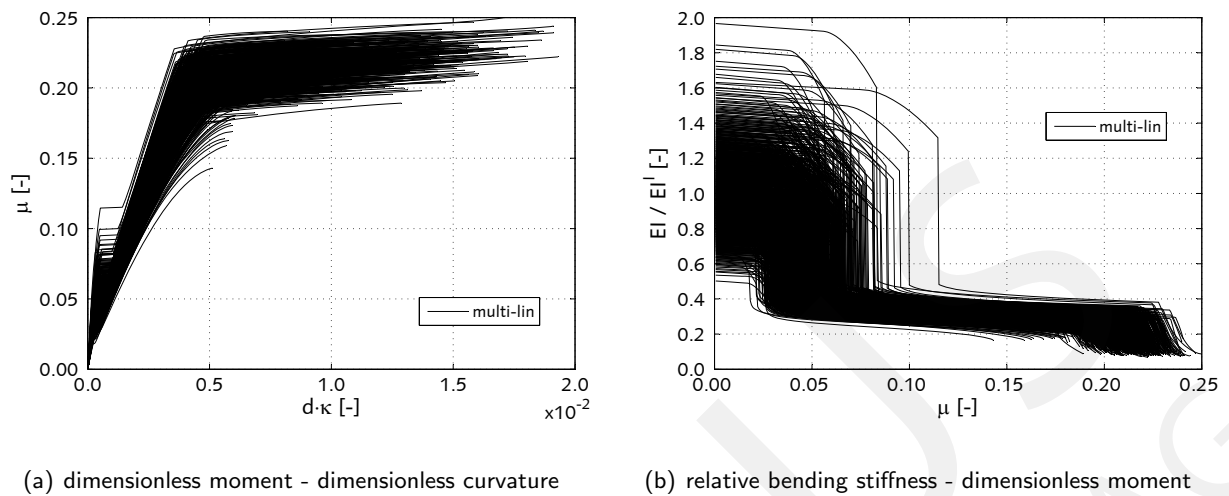 0.25
0.20
0.15
0.10
0.05
0.00
μ [-]
0.0 0.5 1.0 1.5 2.0
x10⁻²
d·κ [-]
multi-lin
(a) dimensionless moment - dimensionless curvature
2.0
1.8
1.6
1.4
1.2
1.0
0.8
0.6
0.4
0.2
0.0
EI / EIᴵ [-]
0.00 0.05 0.10 0.15 0.20 0.25
μ [-]
multi-lin
(b) relative bending stiffness - dimensionless moment